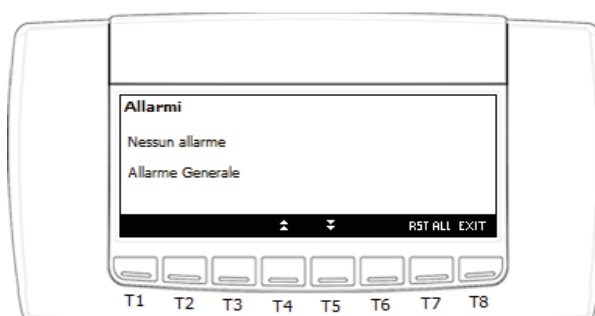 Allarmi
Nessun allarme
Allarme Generale
RST ALL EXIT
T1 T2 T3 T4 T5 T6 T7 T8